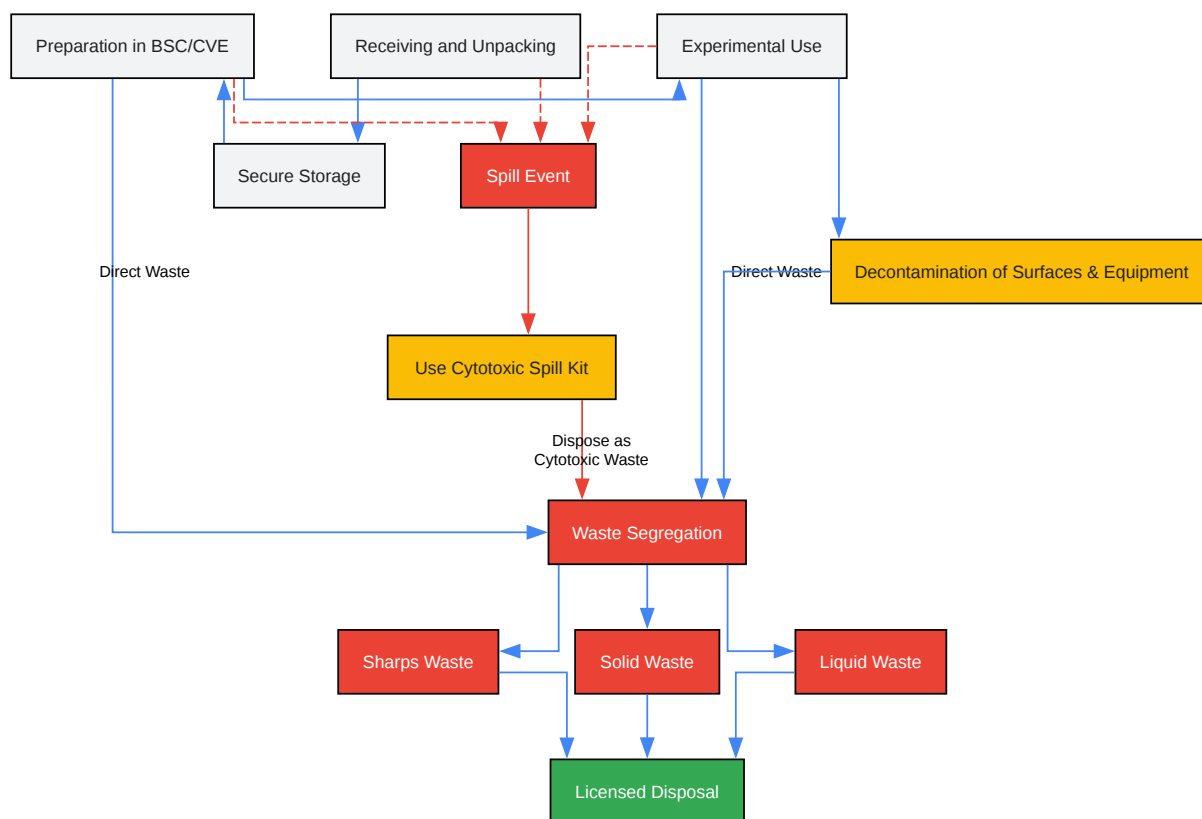 Preparation in BSC/CVE
Receiving and Unpacking
Experimental Use
Secure Storage
Spill Event
Direct Waste
Direct Waste
Decontamination of Surfaces & Equipment
Use Cytotoxic Spill Kit
Dispose as
Cytotoxic Waste
Waste Segregation
Sharps Waste
Solid Waste
Liquid Waste
Licensed Disposal